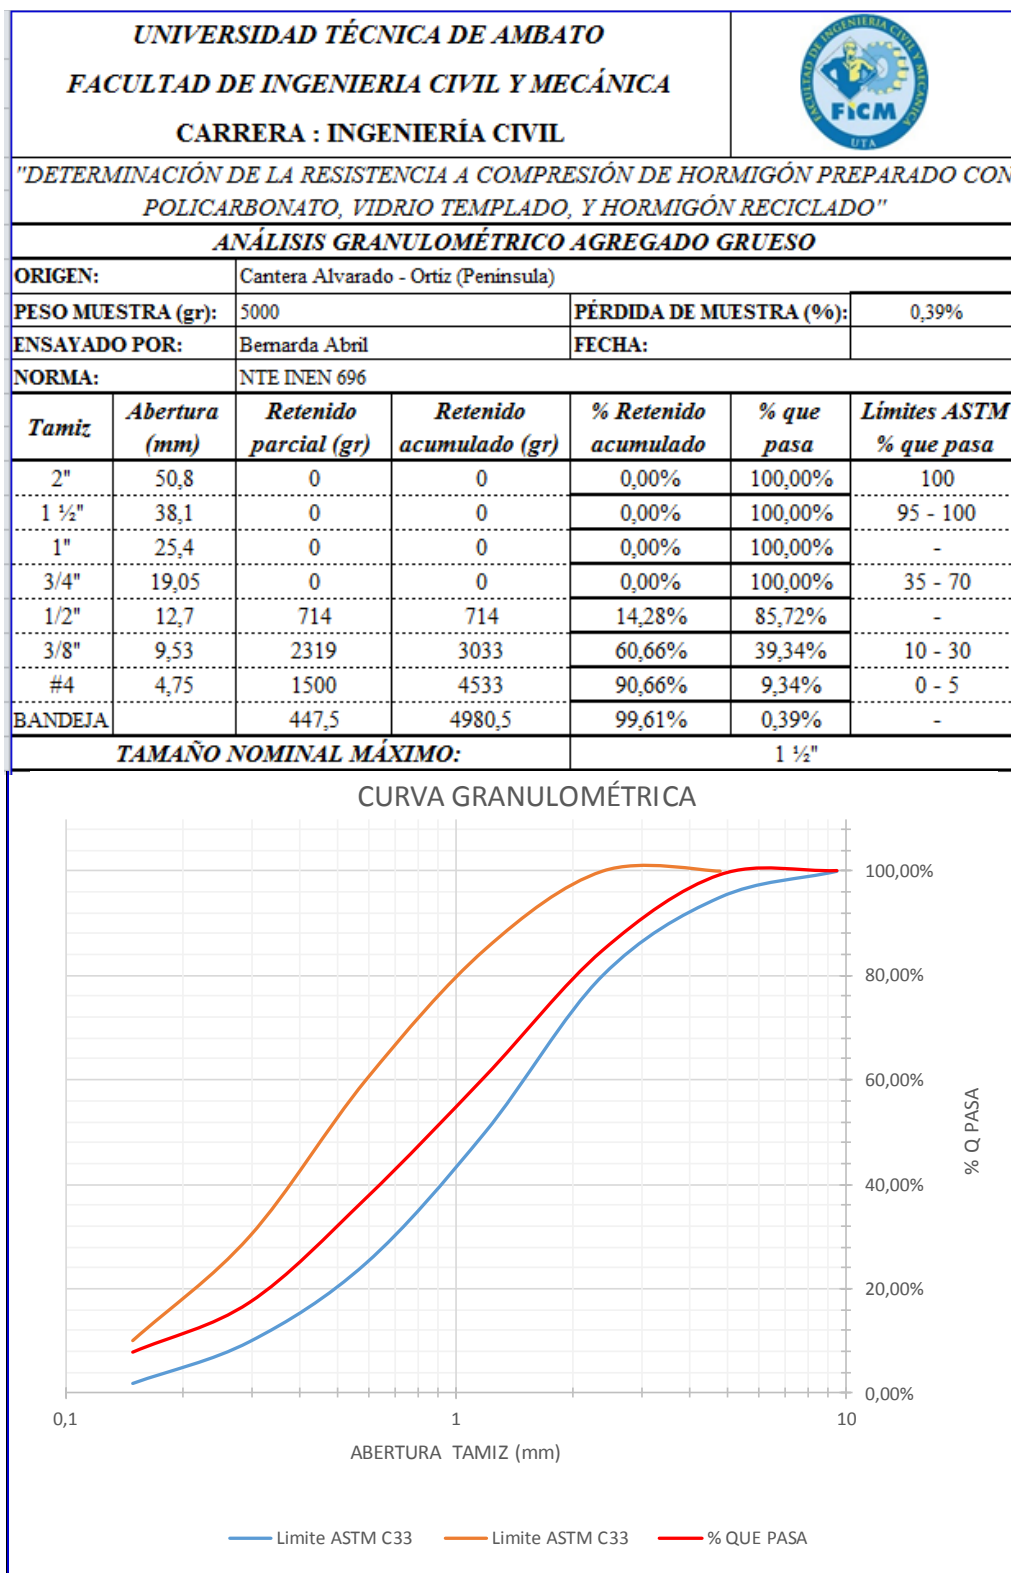 UNIVERSIDAD TÉCNICA DE AMBATO
FACULTAD DE INGENIERIA CIVIL Y MECÁNICA
CARRERA : INGENIERÍA CIVIL
FACULTAD DE INGENIERIA CIVIL Y MECANICA
FICM
UTA
"DETERMINACIÓN DE LA RESISTENCIA A COMPRESIÓN DE HORMIGÓN PREPARADO CON
POLICARBONATO, VIDRIO TEMPLADO, Y HORMIGÓN RECICLADO"
ANÁLISIS GRANULOMÉTRICO AGREGADO GRUESO
ORIGEN: Cantera Alvarado - Ortiz (Península)
PESO MUESTRA (gr): 5000 PÉRDIDA DE MUESTRA (%): 0,39%
ENSAYADO POR: Bernarda Abril FECHA:
NORMA: NTE INEN 696
Tamiz Abertura (mm) Retenido parcial (gr) Retenido acumulado (gr) % Retenido acumulado % que pasa Límites ASTM % que pasa
2" 50,8 0 0 0,00% 100,00% 100
1 ½" 38,1 0 0 0,00% 100,00% 95 - 100
1" 25,4 0 0 0,00% 100,00% -
3/4" 19,05 0 0 0,00% 100,00% 35 - 70
1/2" 12,7 714 714 14,28% 85,72% -
3/8" 9,53 2319 3033 60,66% 39,34% 10 - 30
#4 4,75 1500 4533 90,66% 9,34% 0 - 5
BANDEJA 447,5 4980,5 99,61% 0,39% -
TAMAÑO NOMINAL MÁXIMO: 1 ½"
CURVA GRANULOMÉTRICA
100,00%
80,00%
60,00%
40,00%
20,00%
0,00%
% Q PASA
0,1 1 10
ABERTURA TAMIZ (mm)
Limite ASTM C33 Limite ASTM C33 % QUE PASA